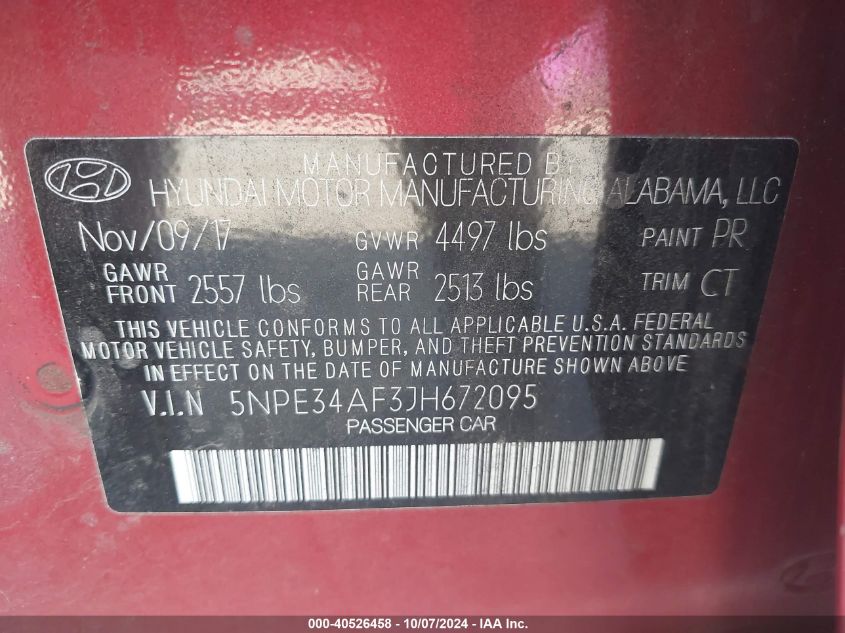 MANUFACTURED BY
HYUNDAI MOTOR MANUFACTURING ALABAMA, LLC
Nov/09/17 GVWR 4497 lbs PAINT PR
GAWR FRONT 2557 lbs GAWR REAR 2513 lbs TRIM CT
THIS VEHICLE CONFORMS TO ALL APPLICABLE U.S.A. FEDERAL
MOTOR VEHICLE SAFETY, BUMPER, AND THEFT PREVENTION STANDARDS
IN EFFECT ON THE DATE OF MANUFACTURE SHOWN ABOVE
V.I.N 5NPE34AF3JH672095
PASSENGER CAR
000-40526458 - 10/07/2024 - IAA Inc.